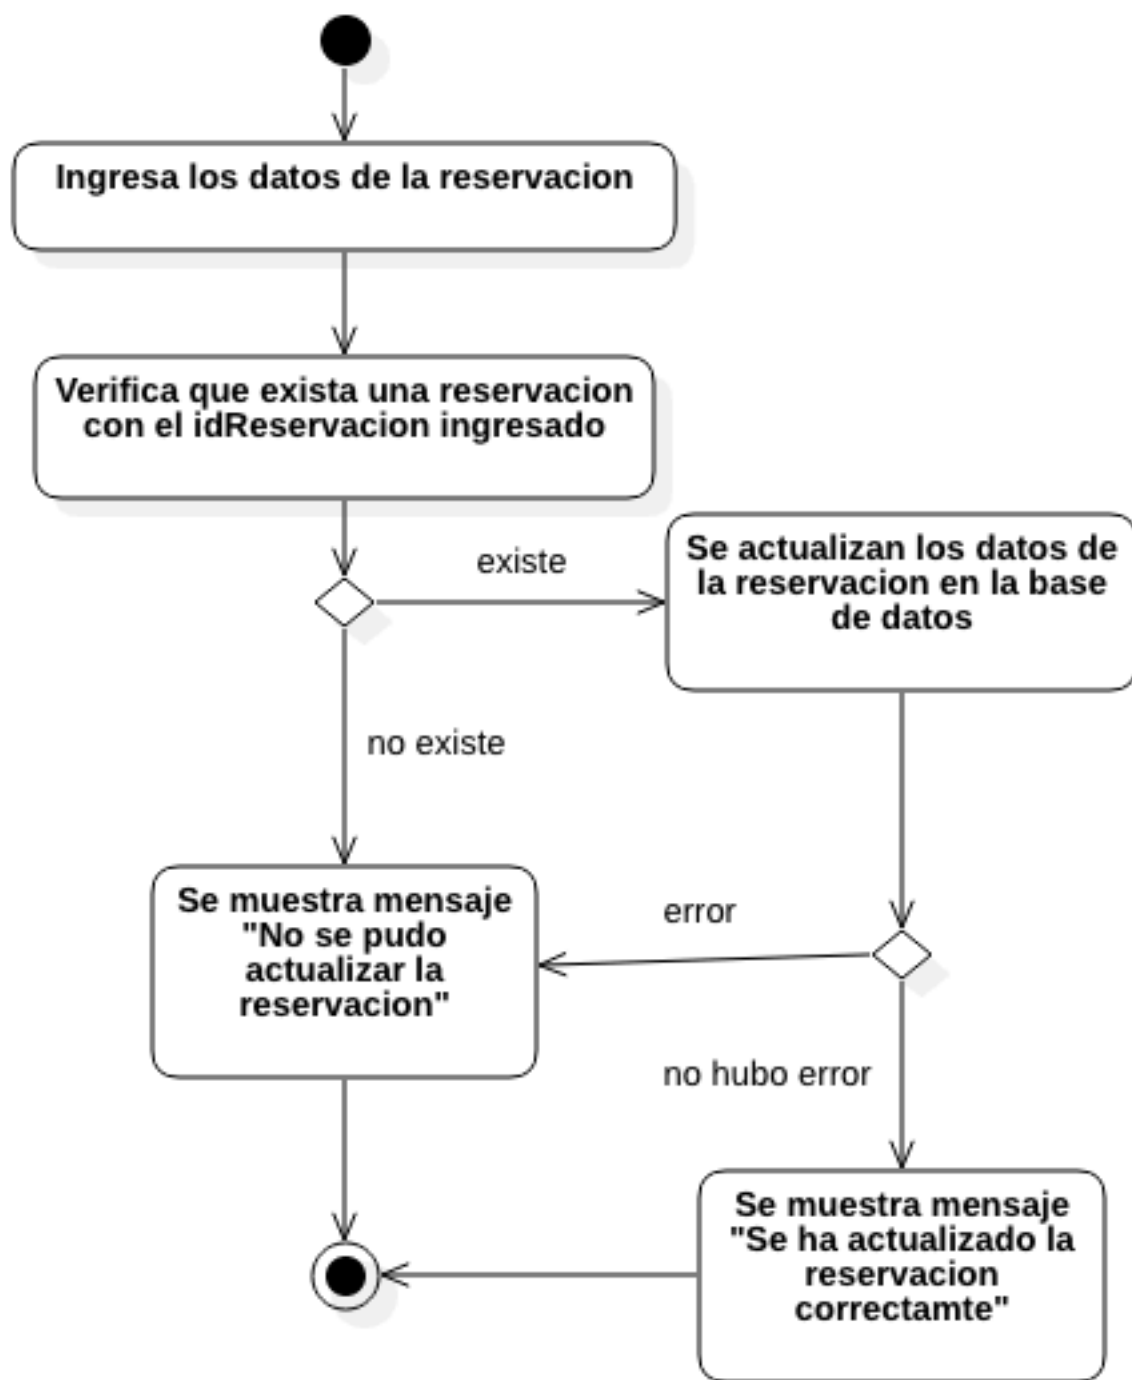 Ingresa los datos de la reservacion
Verifica que exista una reservacion
con el idReservacion ingresado
existe
Se actualizan los datos de
la reservacion en la base
de datos
no existe
Se muestra mensaje
"No se pudo
actualizar la
reservacion"
error
no hubo error
Se muestra mensaje
"Se ha actualizado la
reservacion
correctamte"